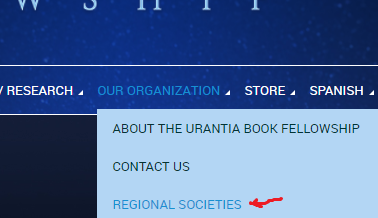 W S H I P
RESEARCH OUR ORGANIZATION STORE SPANISH
ABOUT THE URANTIA BOOK FELLOWSHIP
CONTACT US
REGIONAL SOCIETIES